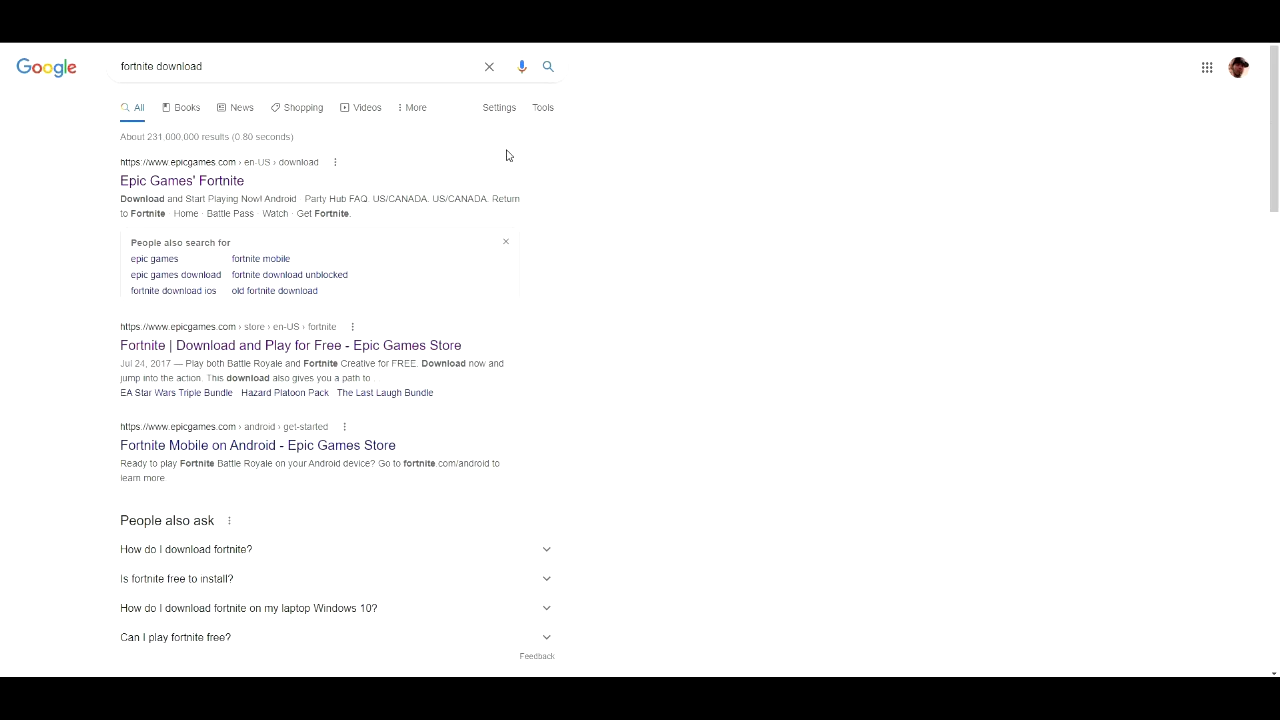 Google
fortnite download
All Books News Shopping Videos More Settings Tools
About 231,000,000 results (0.80 seconds)
https://www.epicgames.com › en-US › download
Epic Games' Fortnite
Download and Start Playing Now! Android · Party Hub FAQ. US/CANADA. US/CANADA. Return
to Fortnite · Home · Battle Pass · Watch · Get Fortnite.
People also search for
epic games fortnite mobile
epic games download fortnite download unblocked
fortnite download ios old fortnite download
https://www.epicgames.com › store › en-US › fortnite
Fortnite | Download and Play for Free - Epic Games Store
Jul 24, 2017 — Play both Battle Royale and Fortnite Creative for FREE. Download now and
jump into the action. This download also gives you a path to
EA Star Wars Triple Bundle · Hazard Platoon Pack · The Last Laugh Bundle
https://www.epicgames.com › android › get-started
Fortnite Mobile on Android - Epic Games Store
Ready to play Fortnite Battle Royale on your Android device? Go to fortnite.com/android to
learn more
People also ask
How do I download fortnite?
Is fortnite free to install?
How do I download fortnite on my laptop Windows 10?
Can I play fortnite free?
Feedback